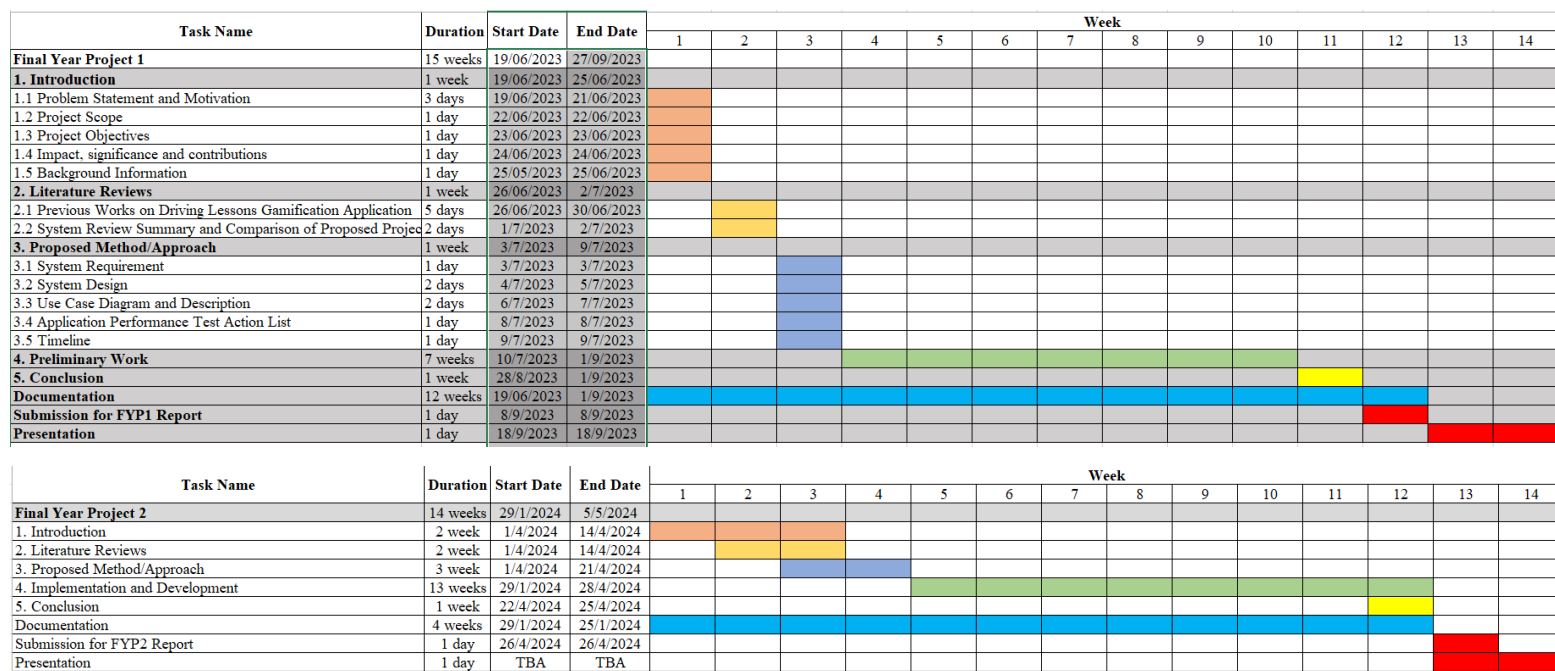 Task Name Duration Start Date End Date Week
1 2 3 4 5 6 7 8 9 10 11 12 13 14
Final Year Project 1 15 weeks 19/06/2023 27/09/2023
1. Introduction 1 week 19/06/2023 25/06/2023
1.1 Problem Statement and Motivation 3 days 19/06/2023 21/06/2023
1.2 Project Scope 1 day 22/06/2023 22/06/2023
1.3 Project Objectives 1 day 23/06/2023 23/06/2023
1.4 Impact, significance and contributions 1 day 24/06/2023 24/06/2023
1.5 Background Information 1 day 25/05/2023 25/06/2023
2. Literature Reviews 1 week 26/06/2023 2/7/2023
2.1 Previous Works on Driving Lessons Gamification Application 5 days 26/06/2023 30/06/2023
2.2 System Review Summary and Comparison of Proposed Projec 2 days 1/7/2023 2/7/2023
3. Proposed Method/Approach 1 week 3/7/2023 9/7/2023
3.1 System Requirement 1 day 3/7/2023 3/7/2023
3.2 System Design 2 days 4/7/2023 5/7/2023
3.3 Use Case Diagram and Description 2 days 6/7/2023 7/7/2023
3.4 Application Performance Test Action List 1 day 8/7/2023 8/7/2023
3.5 Timeline 1 day 9/7/2023 9/7/2023
4. Preliminary Work 7 weeks 10/7/2023 1/9/2023
5. Conclusion 1 week 28/8/2023 1/9/2023
Documentation 12 weeks 19/06/2023 1/9/2023
Submission for FYP1 Report 1 day 8/9/2023 8/9/2023
Presentation 1 day 18/9/2023 18/9/2023
Task Name Duration Start Date End Date Week
1 2 3 4 5 6 7 8 9 10 11 12 13 14
Final Year Project 2 14 weeks 29/1/2024 5/5/2024
1. Introduction 2 week 1/4/2024 14/4/2024
2. Literature Reviews 2 week 1/4/2024 14/4/2024
3. Proposed Method/Approach 3 week 1/4/2024 21/4/2024
4. Implementation and Development 13 weeks 29/1/2024 28/4/2024
5. Conclusion 1 week 22/4/2024 25/4/2024
Documentation 4 weeks 29/1/2024 25/1/2024
Submission for FYP2 Report 1 day 26/4/2024 26/4/2024
Presentation 1 day TBA TBA